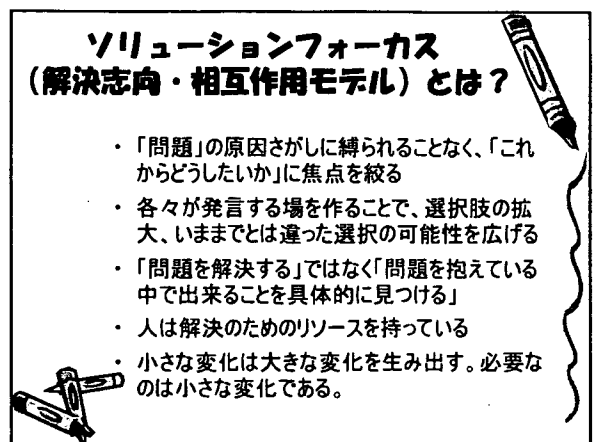 ソリューションフォーカス
（解決志向・相互作用モデル）とは？
・「問題」の原因さがしに縛られることなく、「これ
からどうしたいか」に焦点を絞る
・各々が発言する場を作ることで、選択肢の拡
大、いままでとは違った選択の可能性を広げる
・「問題を解決する」ではなく「問題を抱えている
中で出来ることを具体的に見つける」
・人は解決のためのリソースを持っている
・小さな変化は大きな変化を生み出す。必要な
のは小さな変化である。